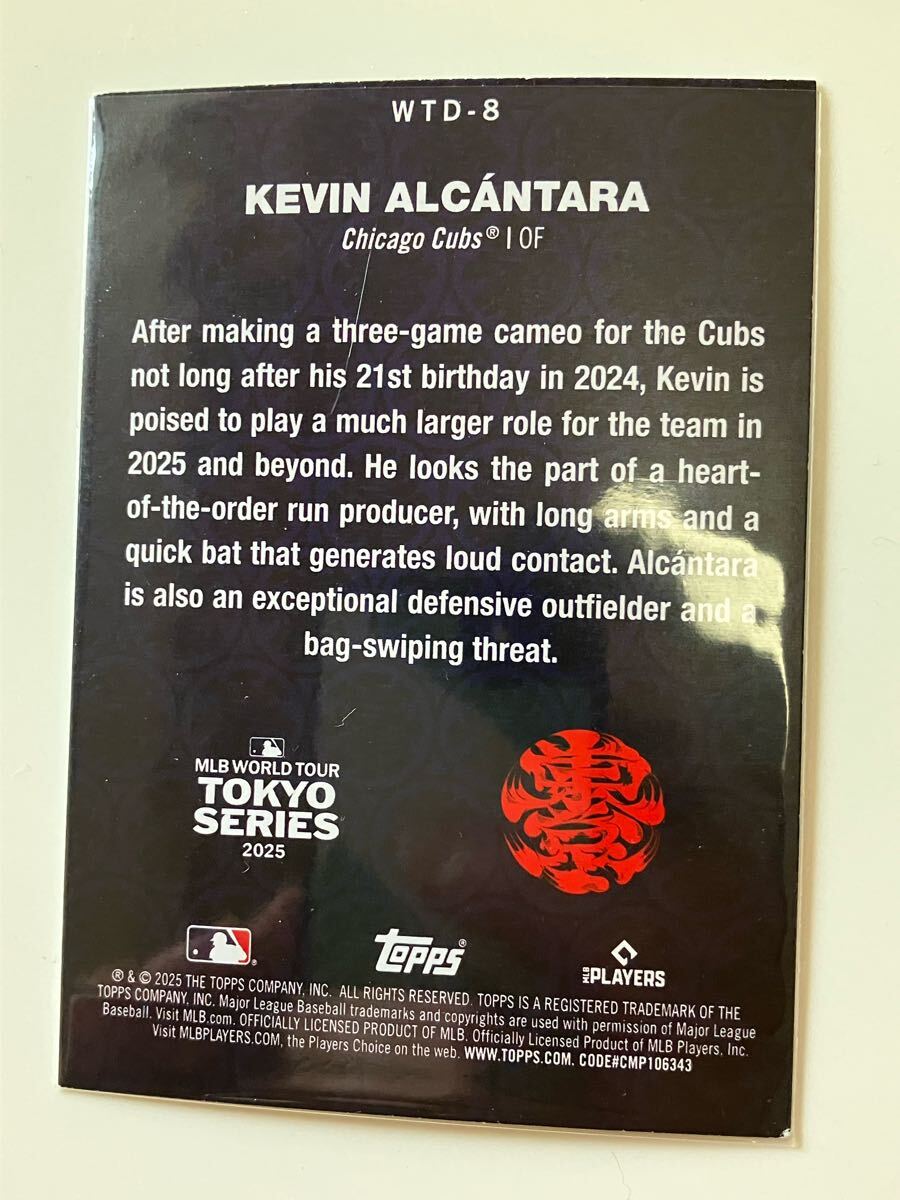 WTD-8
KEVIN ALCÁNTARA
Chicago Cubs® | OF
After making a three-game cameo for the Cubs
not long after his 21st birthday in 2024, Kevin is
poised to play a much larger role for the team in
2025 and beyond. He looks the part of a heart-
of-the-order run producer, with long arms and a
quick bat that generates loud contact. Alcántara
is also an exceptional defensive outfielder and a
bag-swiping threat.
MLB WORLD TOUR
TOKYO
SERIES
2025
東京
topps®
MLB PLAYERS
® & © 2025 THE TOPPS COMPANY, INC. ALL RIGHTS RESERVED. TOPPS IS A REGISTERED TRADEMARK OF THE
TOPPS COMPANY, INC. Major League Baseball trademarks and copyrights are used with permission of Major League
Baseball. Visit MLB.com. OFFICIALLY LICENSED PRODUCT OF MLB. Officially Licensed Product of MLB Players, Inc.
Visit MLBPLAYERS.COM, the Players Choice on the web. WWW.TOPPS.COM. CODE#CMP106343